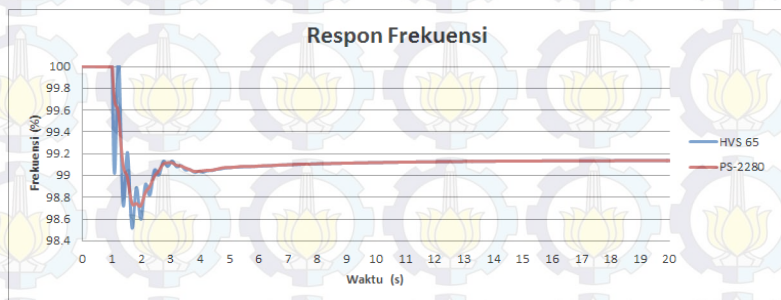 Respon Frekuensi
Frekuensi (%)
100
99.8
99.6
99.4
99.2
99
98.8
98.6
98.4
0 1 2 3 4 5 6 7 8 9 10 11 12 13 14 15 16 17 18 19 20
Waktu (s)
HVS 65
PS-2280